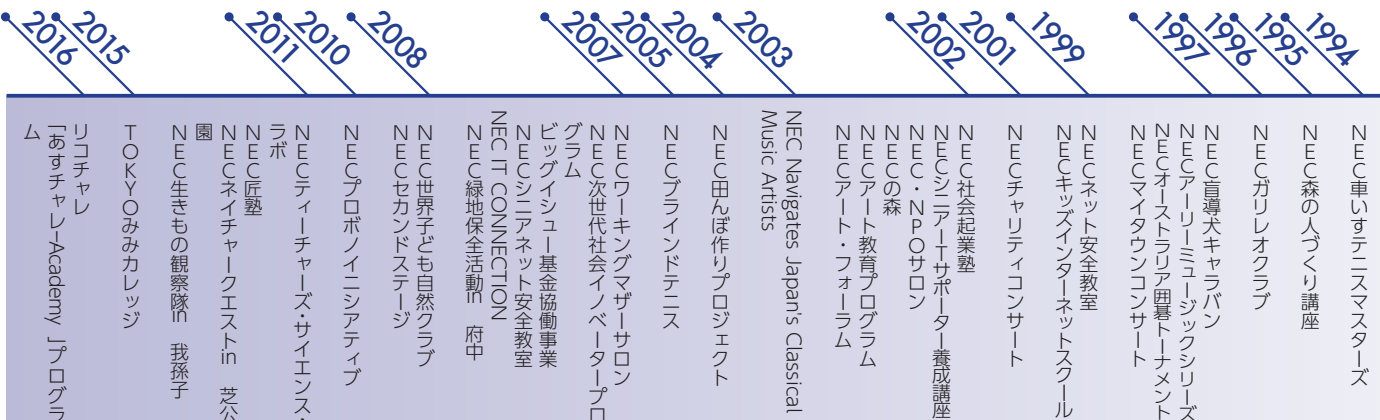 1994
1995
1996
1997
1999
2001
2002
2003
2004
2005
2007
2008
2010
2011
2015
2016
NEC車いすテニスマスターズ
NEC森の人づくり講座
NECガリレオクラブ
NEC盲導犬キャラバン
NECアーリーミュージックシリーズ
NECオーストラリア囲碁トーナメント
NECマイタウンコンサート
NECネット安全教室
NECキッズインターネットスクール
NECチャリティコンサート
NEC社会起業塾
NECシニアITサポーター養成講座
NEC・NPOサロン
NECの森
NECアート教育プログラム
NECアート・フォーラム
NEC Navigates Japan's Classical
Music Artists
NEC田んぼ作りプロジェクト
NECブラインドテニス
NECワーキングマザーサロン
NEC次世代社会イノベータープロ
グラム
ビッグイシュー基金協働事業
NECシニアネット安全教室
NEC IT CONNECTION
NEC緑地保全活動in 府中
NEC世界子ども自然クラブ
NECセカンドステージ
NECプロボノイニシアティブ
NECティーチャーズ・サイエンス・
ラボ
NEC匠塾
NECネイチャークエストin 芝公
園
NEC生きもの観察隊in 我孫子
TOKYOみみカレッジ
リコチャレ
「あすチャレ!Academy」プログラ
ム